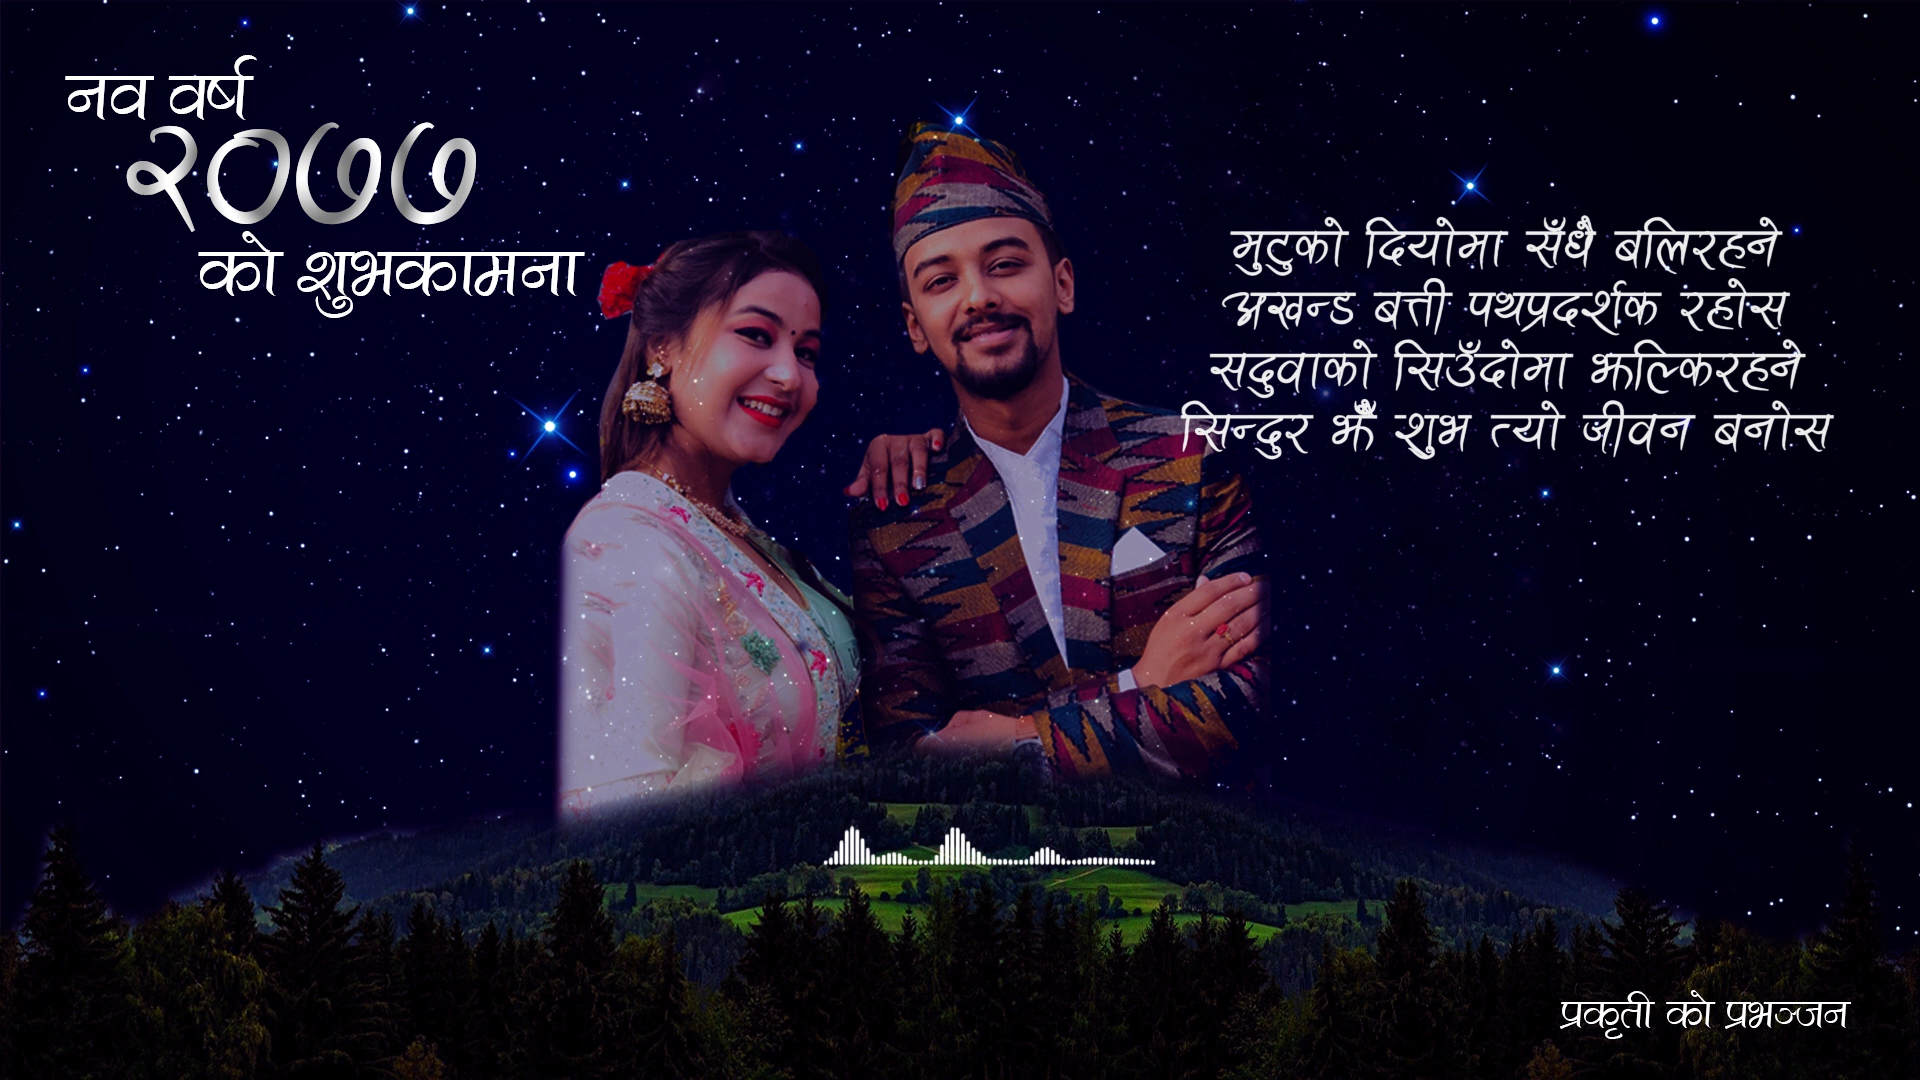 नव वर्ष
२०७७
को शुभकामना
मुटुको दियोमा सँधै बलिरहने
अखन्ड बत्ती पथप्रदर्शक रहोस
सदुवाको सिउँदोमा झल्किरहने
सिन्दुर झैँ शुभ त्यो जीवन बनोस
प्रकृती को प्रभञ्जन